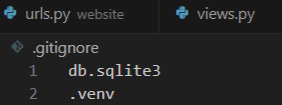 urls.py website views.py
.gitignore
1 db.sqlite3
2 .venv